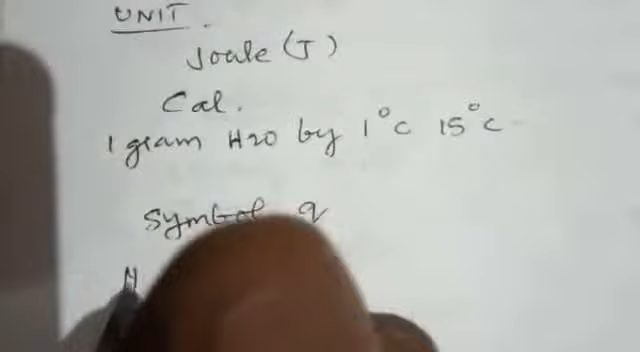 UNIT.
Joule (J)
Cal.
1 gram H2O by 1°C 15°C
Symbol q